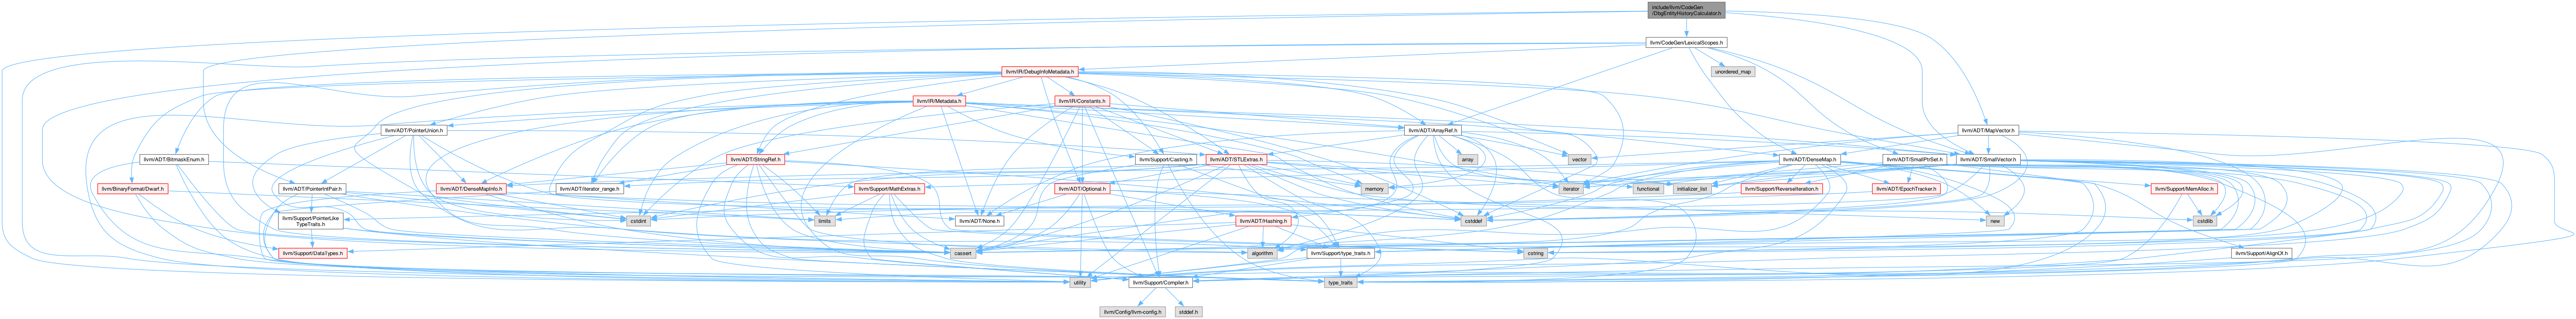 include/llvm/CodeGen
/DbgEntityHistoryCalculator.h
llvm/CodeGen/LexicalScopes.h
llvm/IR/DebugInfoMetadata.h
unordered_map
llvm/IR/Metadata.h
llvm/IR/Constants.h
llvm/ADT/PointerUnion.h
llvm/ADT/ArrayRef.h
llvm/ADT/MapVector.h
llvm/ADT/BitmaskEnum.h
llvm/ADT/StringRef.h
llvm/Support/Casting.h
llvm/ADT/STLExtras.h
array
vector
llvm/ADT/DenseMap.h
llvm/ADT/SmallPtrSet.h
llvm/ADT/SmallVector.h
llvm/BinaryFormat/Dwarf.h
llvm/ADT/PointerIntPair.h
llvm/ADT/DenseMapInfo.h
llvm/ADT/iterator_range.h
llvm/Support/MathExtras.h
llvm/ADT/Optional.h
memory
iterator
functional
initializer_list
llvm/Support/ReverseIteration.h
llvm/ADT/EpochTracker.h
llvm/Support/MemAlloc.h
llvm/Support/PointerLike
TypeTraits.h
cstdint
limits
llvm/ADT/None.h
llvm/ADT/Hashing.h
cstddef
new
cstdlib
llvm/Support/DataTypes.h
cassert
algorithm
llvm/Support/type_traits.h
cstring
llvm/Support/AlignOf.h
utility
llvm/Support/Compiler.h
type_traits
llvm/Config/llvm-config.h
stddef.h